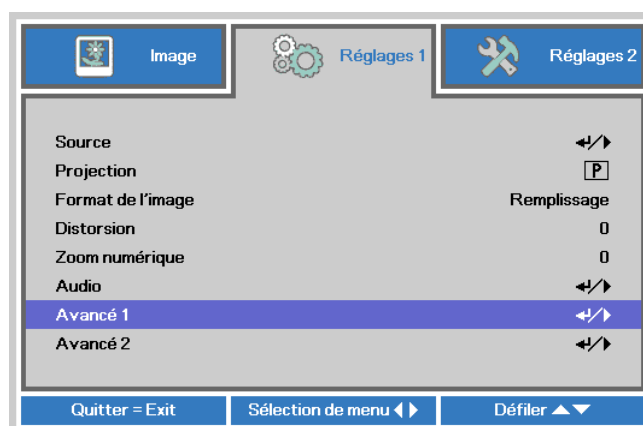 Image
Réglages 1
Réglages 2
Source
Projection P
Format de l'image Remplissage
Distorsion 0
Zoom numérique 0
Audio
Avancé 1
Avancé 2
Quitter = Exit Sélection de menu Défiler